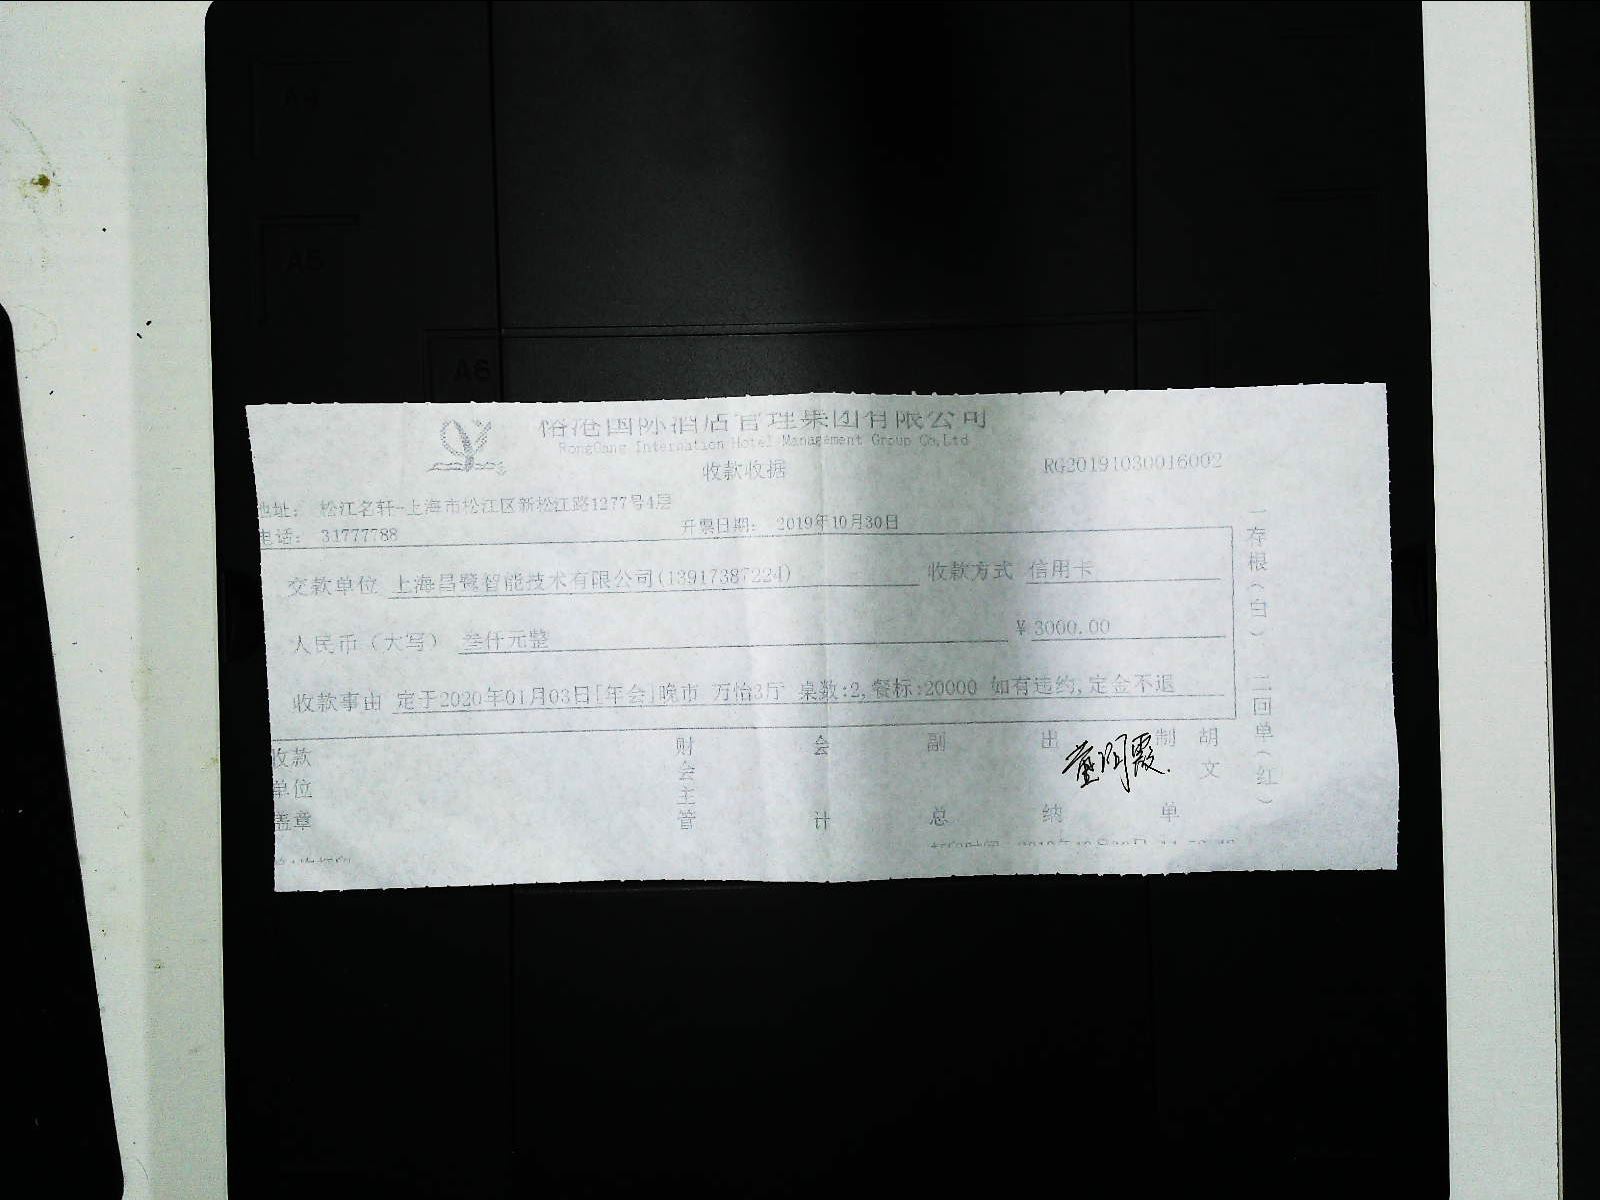 A4
A5
A6
榕港国际酒店管理集团有限公司
RongGang Internation Hotel Management Group Co,Ltd
收款收据
RG20191030016002
地址： 松江名轩-上海市松江区新松江路1277号4层
电话： 31777788
开票日期： 2019年10月30日
交款单位 上海昌鹭智能技术有限公司(13917387224) 收款方式 信用卡
人民币（大写） 叁仟元整 ¥3000.00
收款事由 定于2020年01月03日[年会]晚市 万怡3厅 桌数:2,餐标:20000 如有违约,定金不退
收款单位盖章
财会主管
会计
副总
出纳
制单
胡文
一存根（白） 二回单（红）